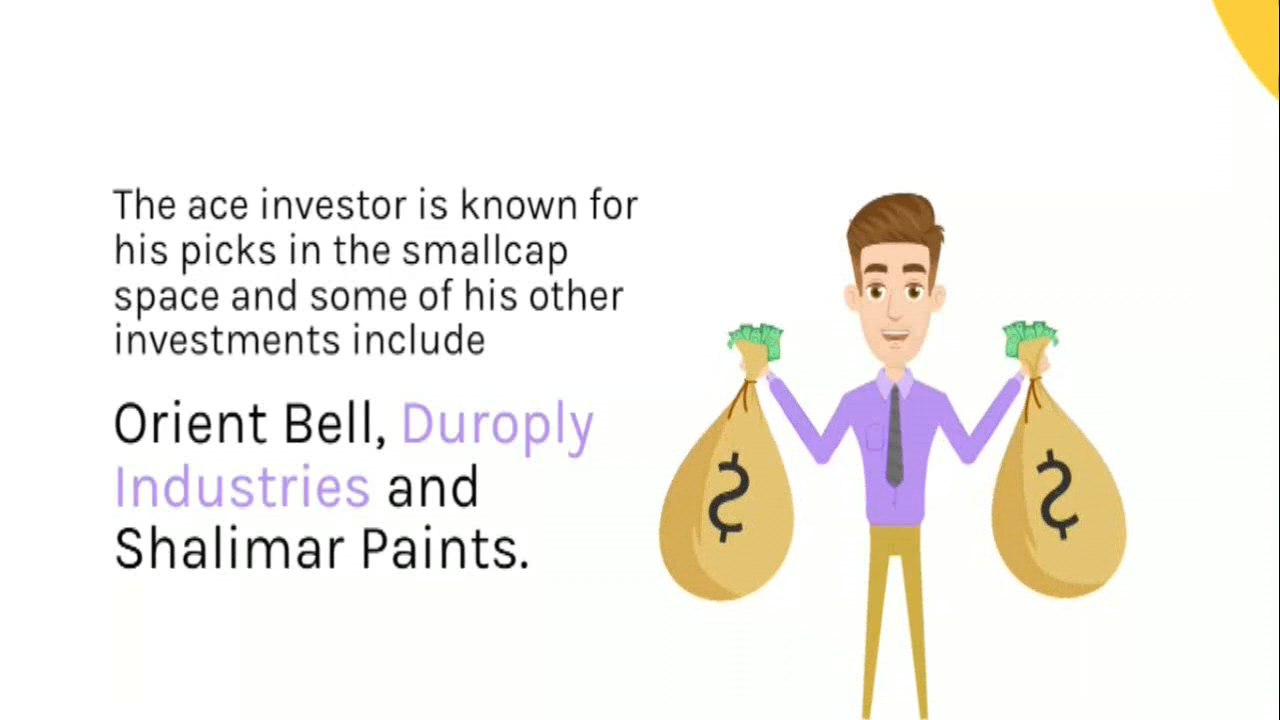 The ace investor is known for
his picks in the smallcap
space and some of his other
investments include
Orient Bell, Duroply
Industries and
Shalimar Paints.